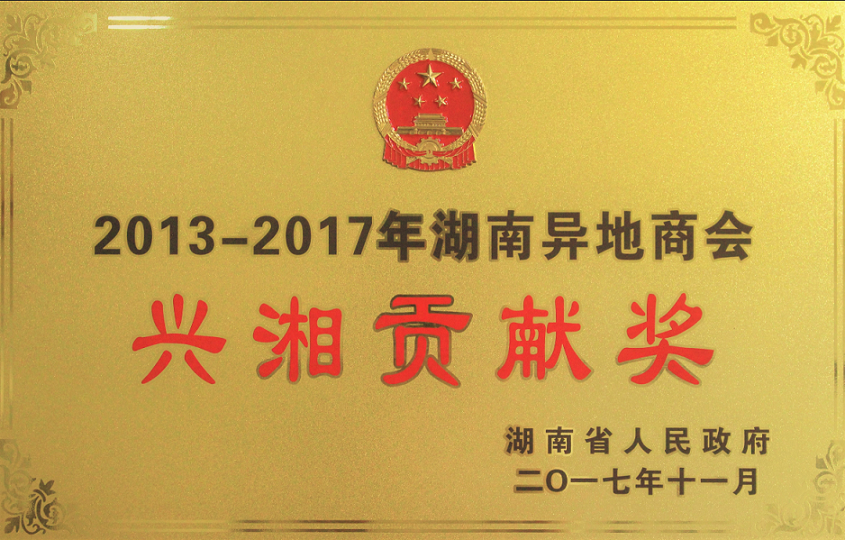 2013-2017年湖南异地商会
兴湘贡献奖
湖南省人民政府
二〇一七年十一月